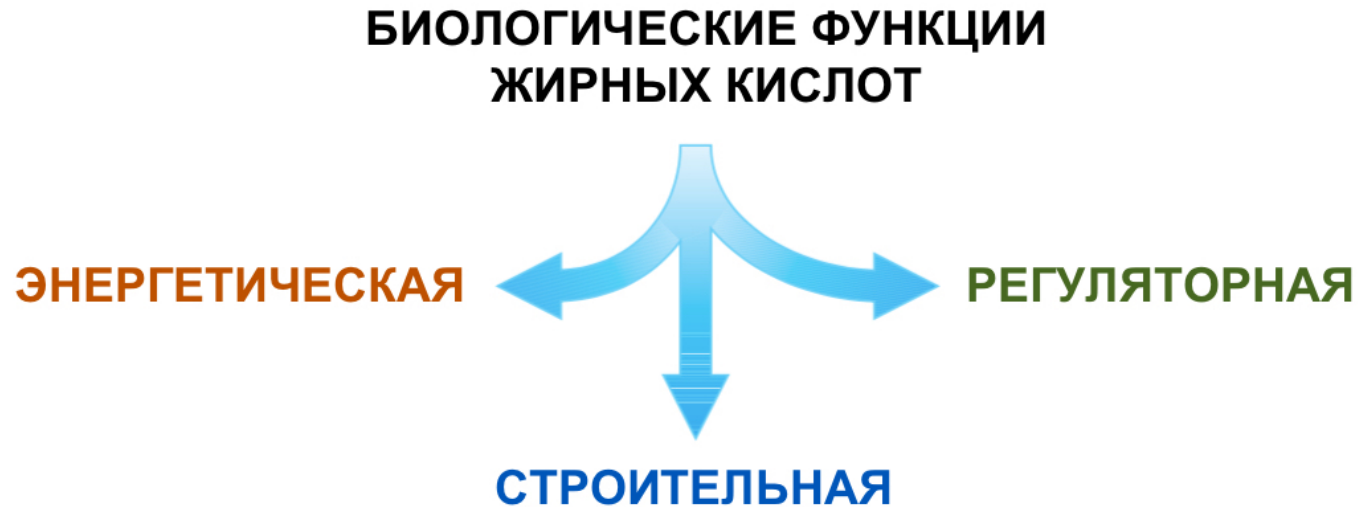 БИОЛОГИЧЕСКИЕ ФУНКЦИИ
ЖИРНЫХ КИСЛОТ
ЭНЕРГЕТИЧЕСКАЯ
РЕГУЛЯТОРНАЯ
СТРОИТЕЛЬНАЯ